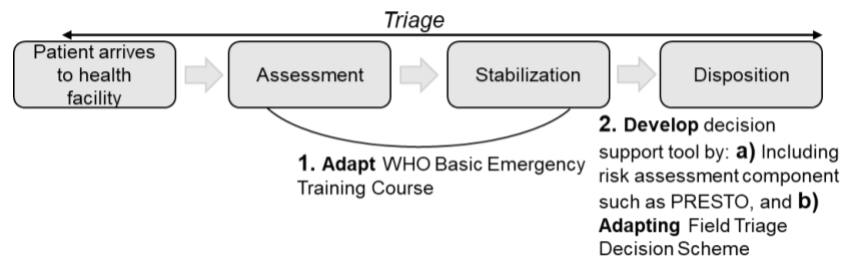 Triage
Patient arrives
to health
facility
Assessment
Stabilization
Disposition
1. Adapt WHO Basic Emergency
Training Course
2. Develop decision
support tool by: a) Including
risk assessment component
such as PRESTO, and b)
Adapting Field Triage
Decision Scheme